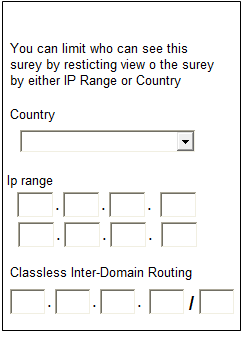 You can limit who can see this
surey by resticting view o the surey
by either IP Range or Country
Country
Ip range
. . .
. . .
Classless Inter-Domain Routing
. . . /